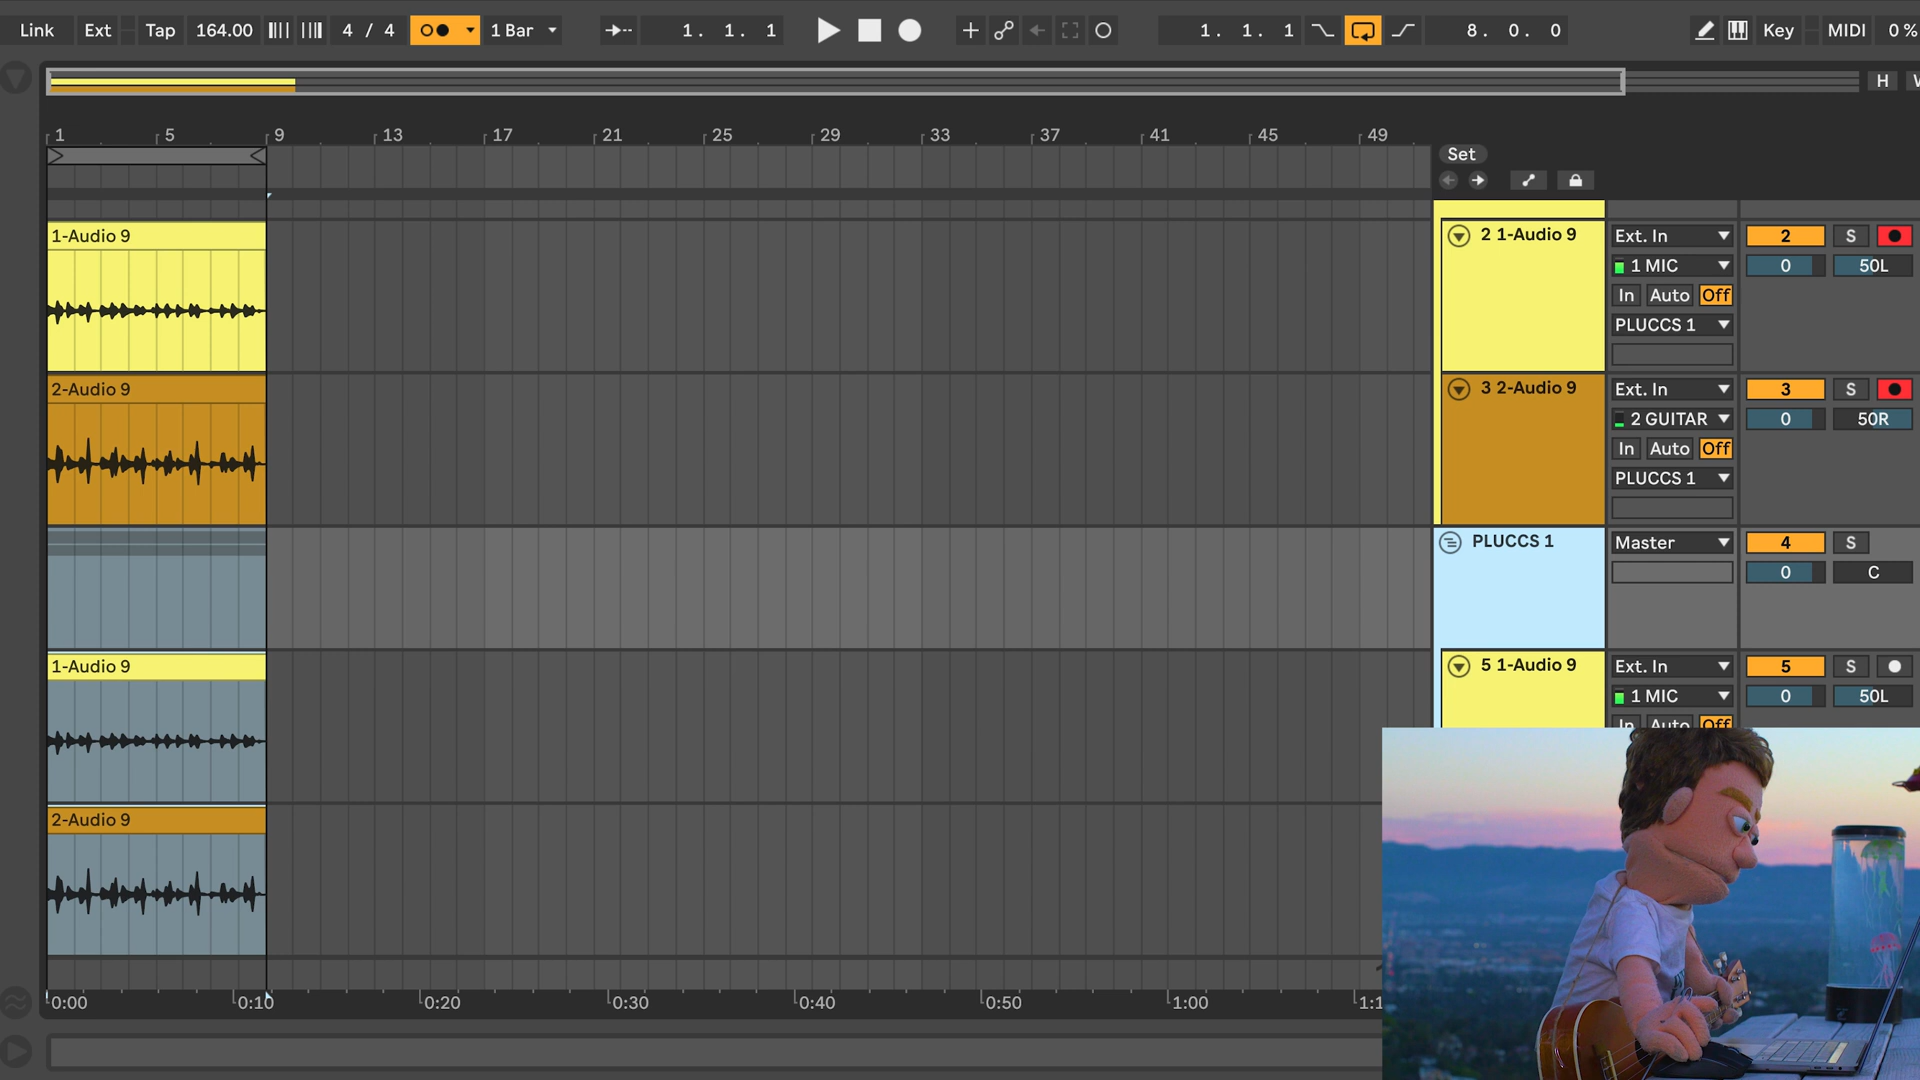 Link Ext Tap 164.00 4 / 4 1 Bar 1. 1. 1 1. 1. 1 8. 0. 0 Key MIDI 0 %
H
1 5 9 13 17 21 25 29 33 37 41 45 49
Set
1-Audio 9
2 1-Audio 9 Ext. In 2 S
1 MIC 0 50L
In Auto Off
PLUCCS 1
2-Audio 9
3 2-Audio 9 Ext. In 3 S
2 GUITAR 0 50R
In Auto Off
PLUCCS 1
PLUCCS 1 Master 4 S
0 C
1-Audio 9
5 1-Audio 9 Ext. In 5 S
1 MIC 0 50L
In Auto Off
2-Audio 9
0:00 0:10 0:20 0:30 0:40 0:50 1:00 1:1